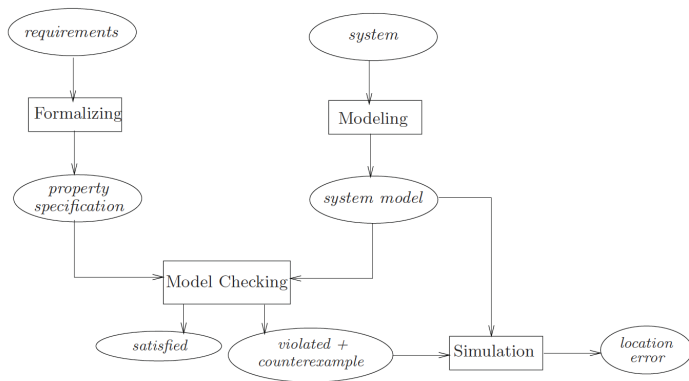 requirements
system
Formalizing
Modeling
property
specification
system model
Model Checking
satisfied
violated +
counterexample
Simulation
location
error